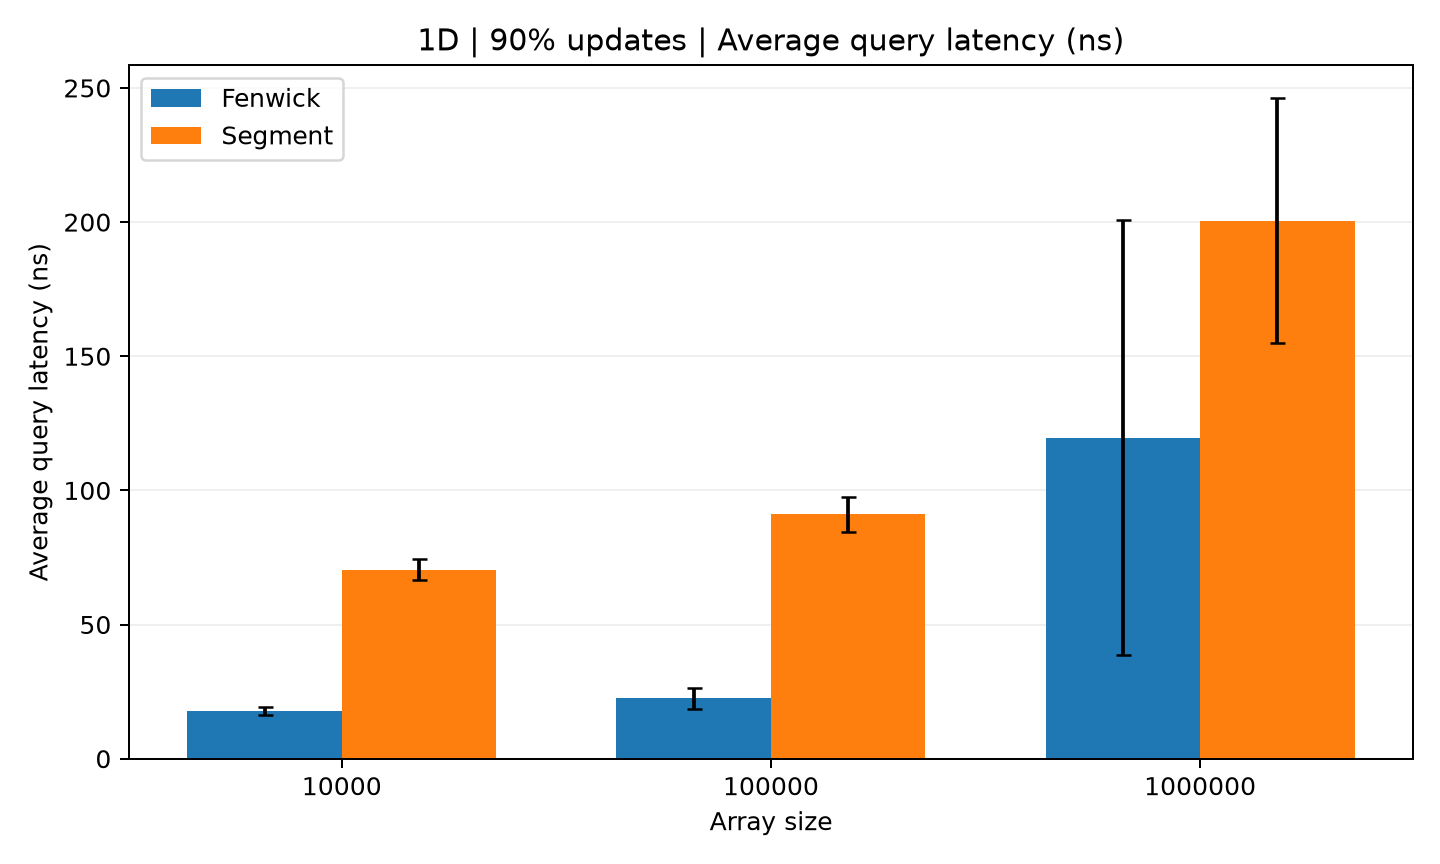 1D | 90% updates | Average query latency (ns)
Fenwick
Segment
Average query latency (ns)
250
200
150
100
50
0
10000
100000
1000000
Array size